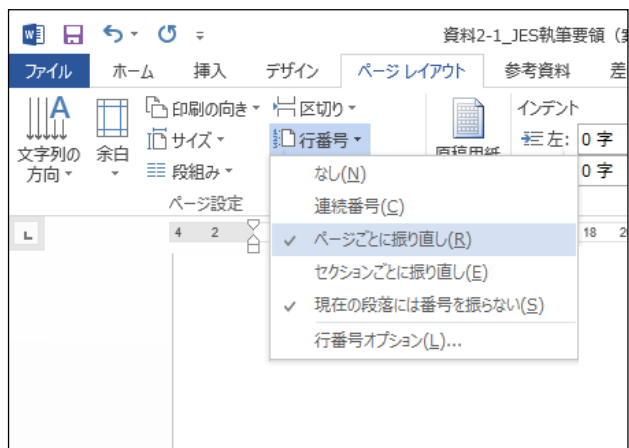 資料2-1_JES執筆要領（
ファイル ホーム 挿入 デザイン ページ レイアウト 参考資料 差
文字列の方向
余白
印刷の向き
サイズ
段組み
ページ設定
区切り
行番号
原稿用紙
インデント
左: 0 字
0 字
なし(N)
連続番号(C)
ページごとに振り直し(R)
セクションごとに振り直し(E)
現在の段落には番号を振らない(S)
行番号オプション(L)...
L 4 2 18